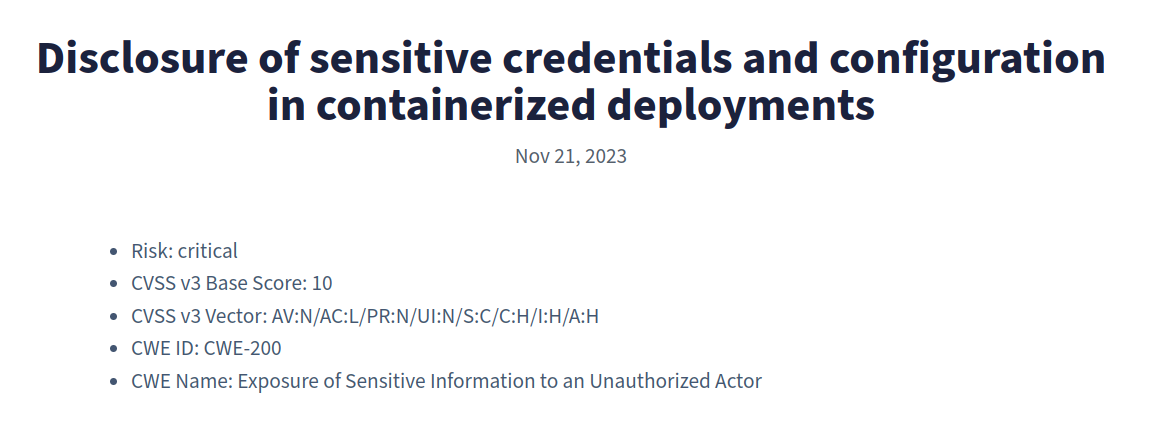 Disclosure of sensitive credentials and configuration
in containerized deployments
Nov 21, 2023
Risk: critical
CVSS v3 Base Score: 10
CVSS v3 Vector: AV:N/AC:L/PR:N/UI:N/S:C/C:H/I:H/A:H
CWE ID: CWE-200
CWE Name: Exposure of Sensitive Information to an Unauthorized Actor